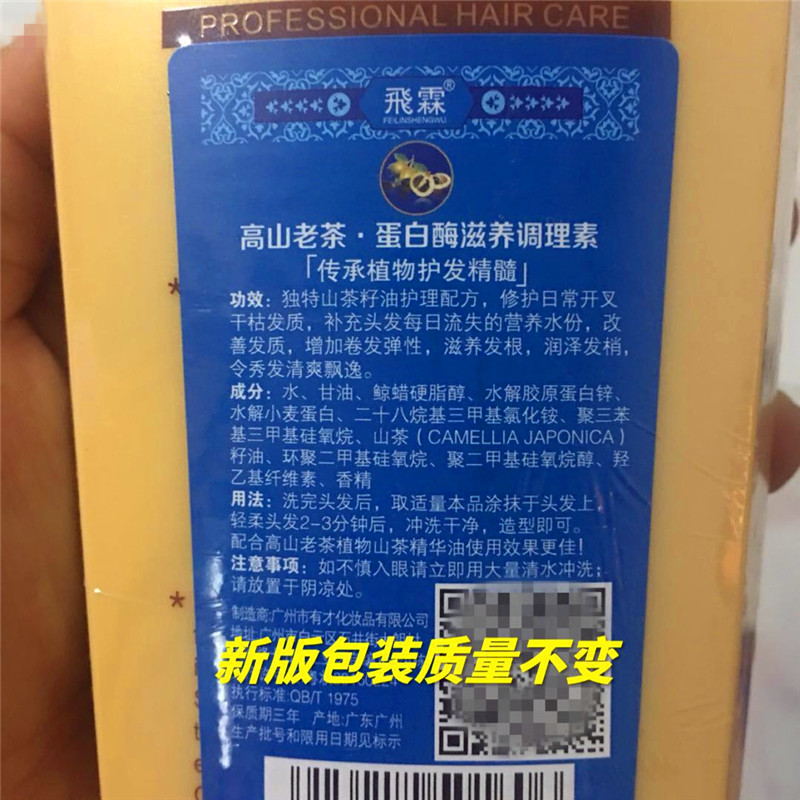 PROFESSIONAL HAIR CARE
飛霖®
FEILINSHENGWU
高山老茶·蛋白酶滋养调理素
「传承植物护发精髓」
功效：独特山茶籽油护理配方，修护日常开叉
干枯发质，补充头发每日流失的营养水份，改
善发质，增加卷发弹性，滋养发根，润泽发梢，
令秀发清爽飘逸。
成分：水、甘油、鲸蜡硬脂醇、水解胶原蛋白锌、
水解小麦蛋白、二十八烷基三甲基氯化铵、聚三苯
基三甲基硅氧烷、山茶（CAMELLIA JAPONICA）
籽油、环聚二甲基硅氧烷、聚二甲基硅氧烷醇、羟
乙基纤维素、香精
用法：洗完头发后，取适量本品涂抹于头发上
轻柔头发2-3分钟后，冲洗干净，造型即可。
配合高山老茶植物山茶精华油使用效果更佳！
注意事项：如不慎入眼请立即用大量清水冲洗；
请放置于阴凉处。
制造商:广州市有才化妆品有限公司
新版包装质量不变
执行标准:QB/T 1975
保质期三年 产地:广东广州
生产批号和限用日期见标示